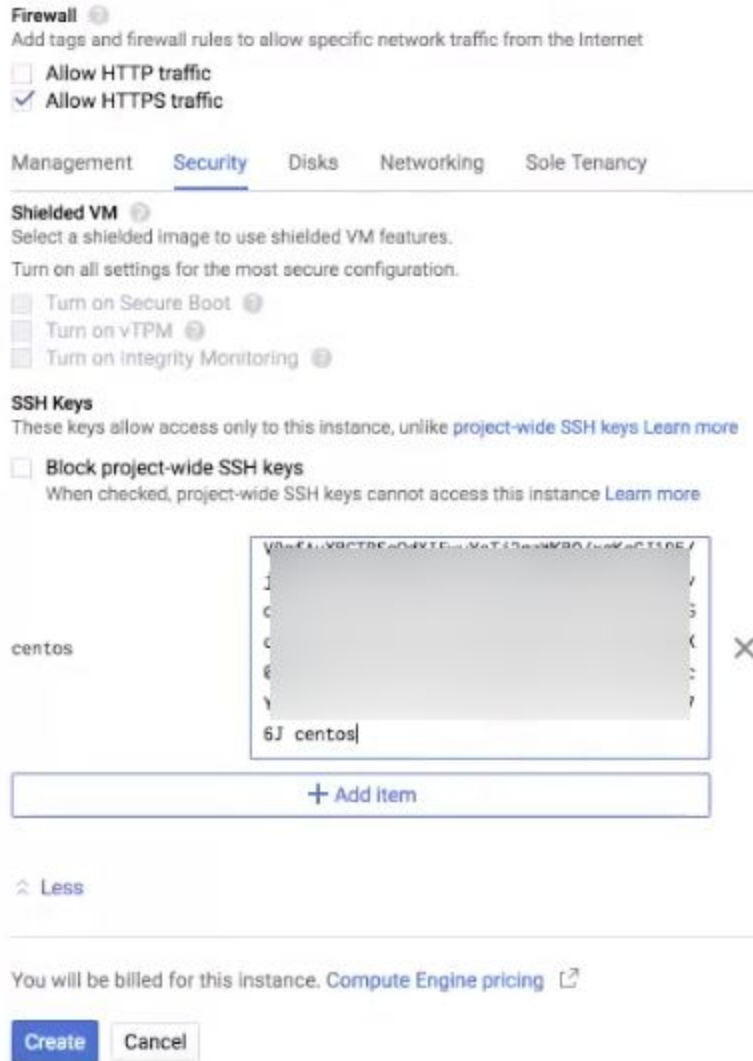 Firewall
Add tags and firewall rules to allow specific network traffic from the Internet
Allow HTTP traffic
Allow HTTPS traffic
Management Security Disks Networking Sole Tenancy
Shielded VM
Select a shielded image to use shielded VM features.
Turn on all settings for the most secure configuration.
Turn on Secure Boot
Turn on vTPM
Turn on Integrity Monitoring
SSH Keys
These keys allow access only to this instance, unlike project-wide SSH keys Learn more
Block project-wide SSH keys
When checked, project-wide SSH keys cannot access this instance Learn more
centos
6J centos
+ Add item
Less
You will be billed for this instance. Compute Engine pricing
Create Cancel